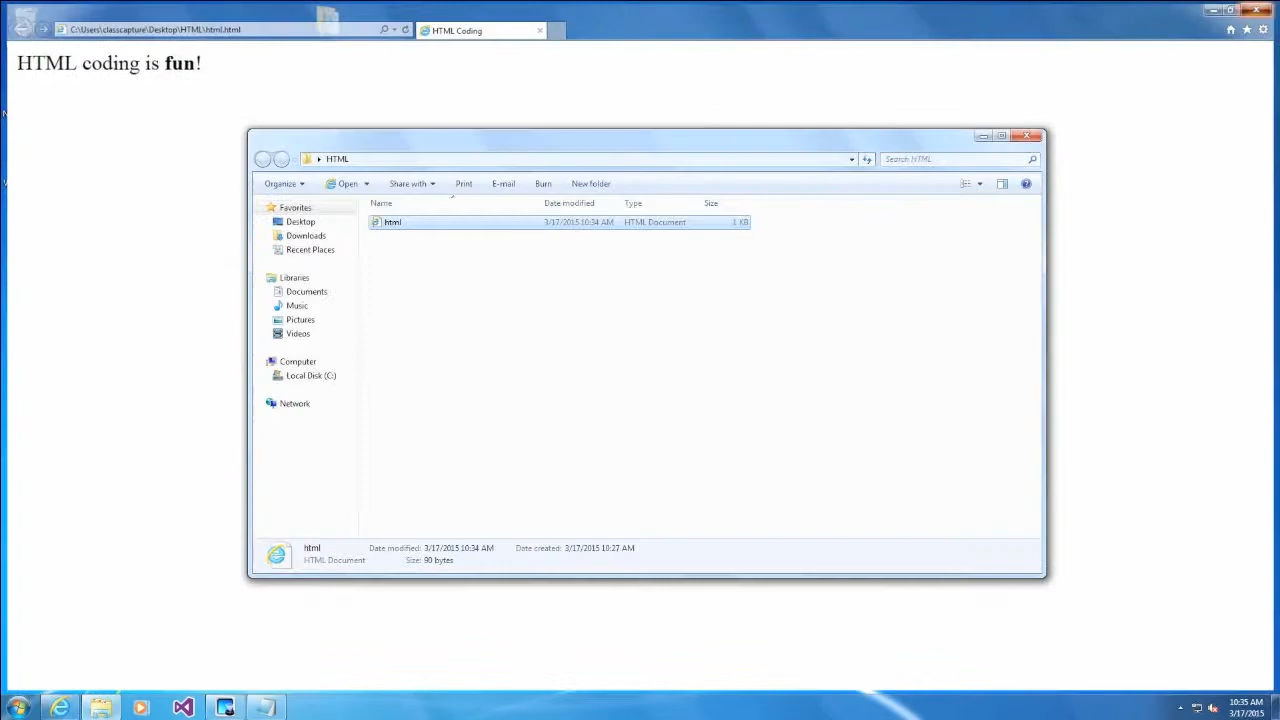 C:\Users\classcapture\Desktop\HTML\html.html
HTML Coding
HTML coding is fun!
HTML
Search HTML
Organize
Open
Share with
Print
E-mail
Burn
New folder
Name
Date modified
Type
Size
Favorites
Desktop
Downloads
Recent Places
Libraries
Documents
Music
Pictures
Videos
Computer
Local Disk (C:)
Network
html 3/17/2015 10:34 AM HTML Document 1 KB
html Date modified: 3/17/2015 10:34 AM Date created: 3/17/2015 10:27 AM
HTML Document Size: 90 bytes
10:35 AM
3/17/2015